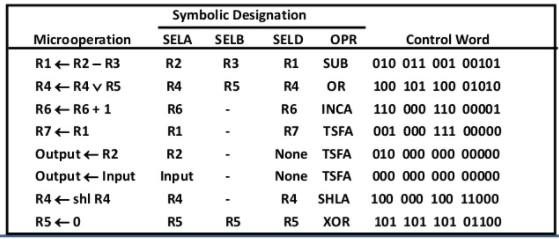 Symbolic Designation
Microoperation SELA SELB SELD OPR Control Word
R1 ← R2 – R3 R2 R3 R1 SUB 010 011 001 00101
R4 ← R4 ∨ R5 R4 R5 R4 OR 100 101 100 01010
R6 ← R6 + 1 R6 - R6 INCA 110 000 110 00001
R7 ← R1 R1 - R7 TSFA 001 000 111 00000
Output ← R2 R2 - None TSFA 010 000 000 00000
Output ← Input Input - None TSFA 000 000 000 00000
R4 ← shl R4 R4 - R4 SHLA 100 000 100 11000
R5 ← 0 R5 R5 R5 XOR 101 101 101 01100